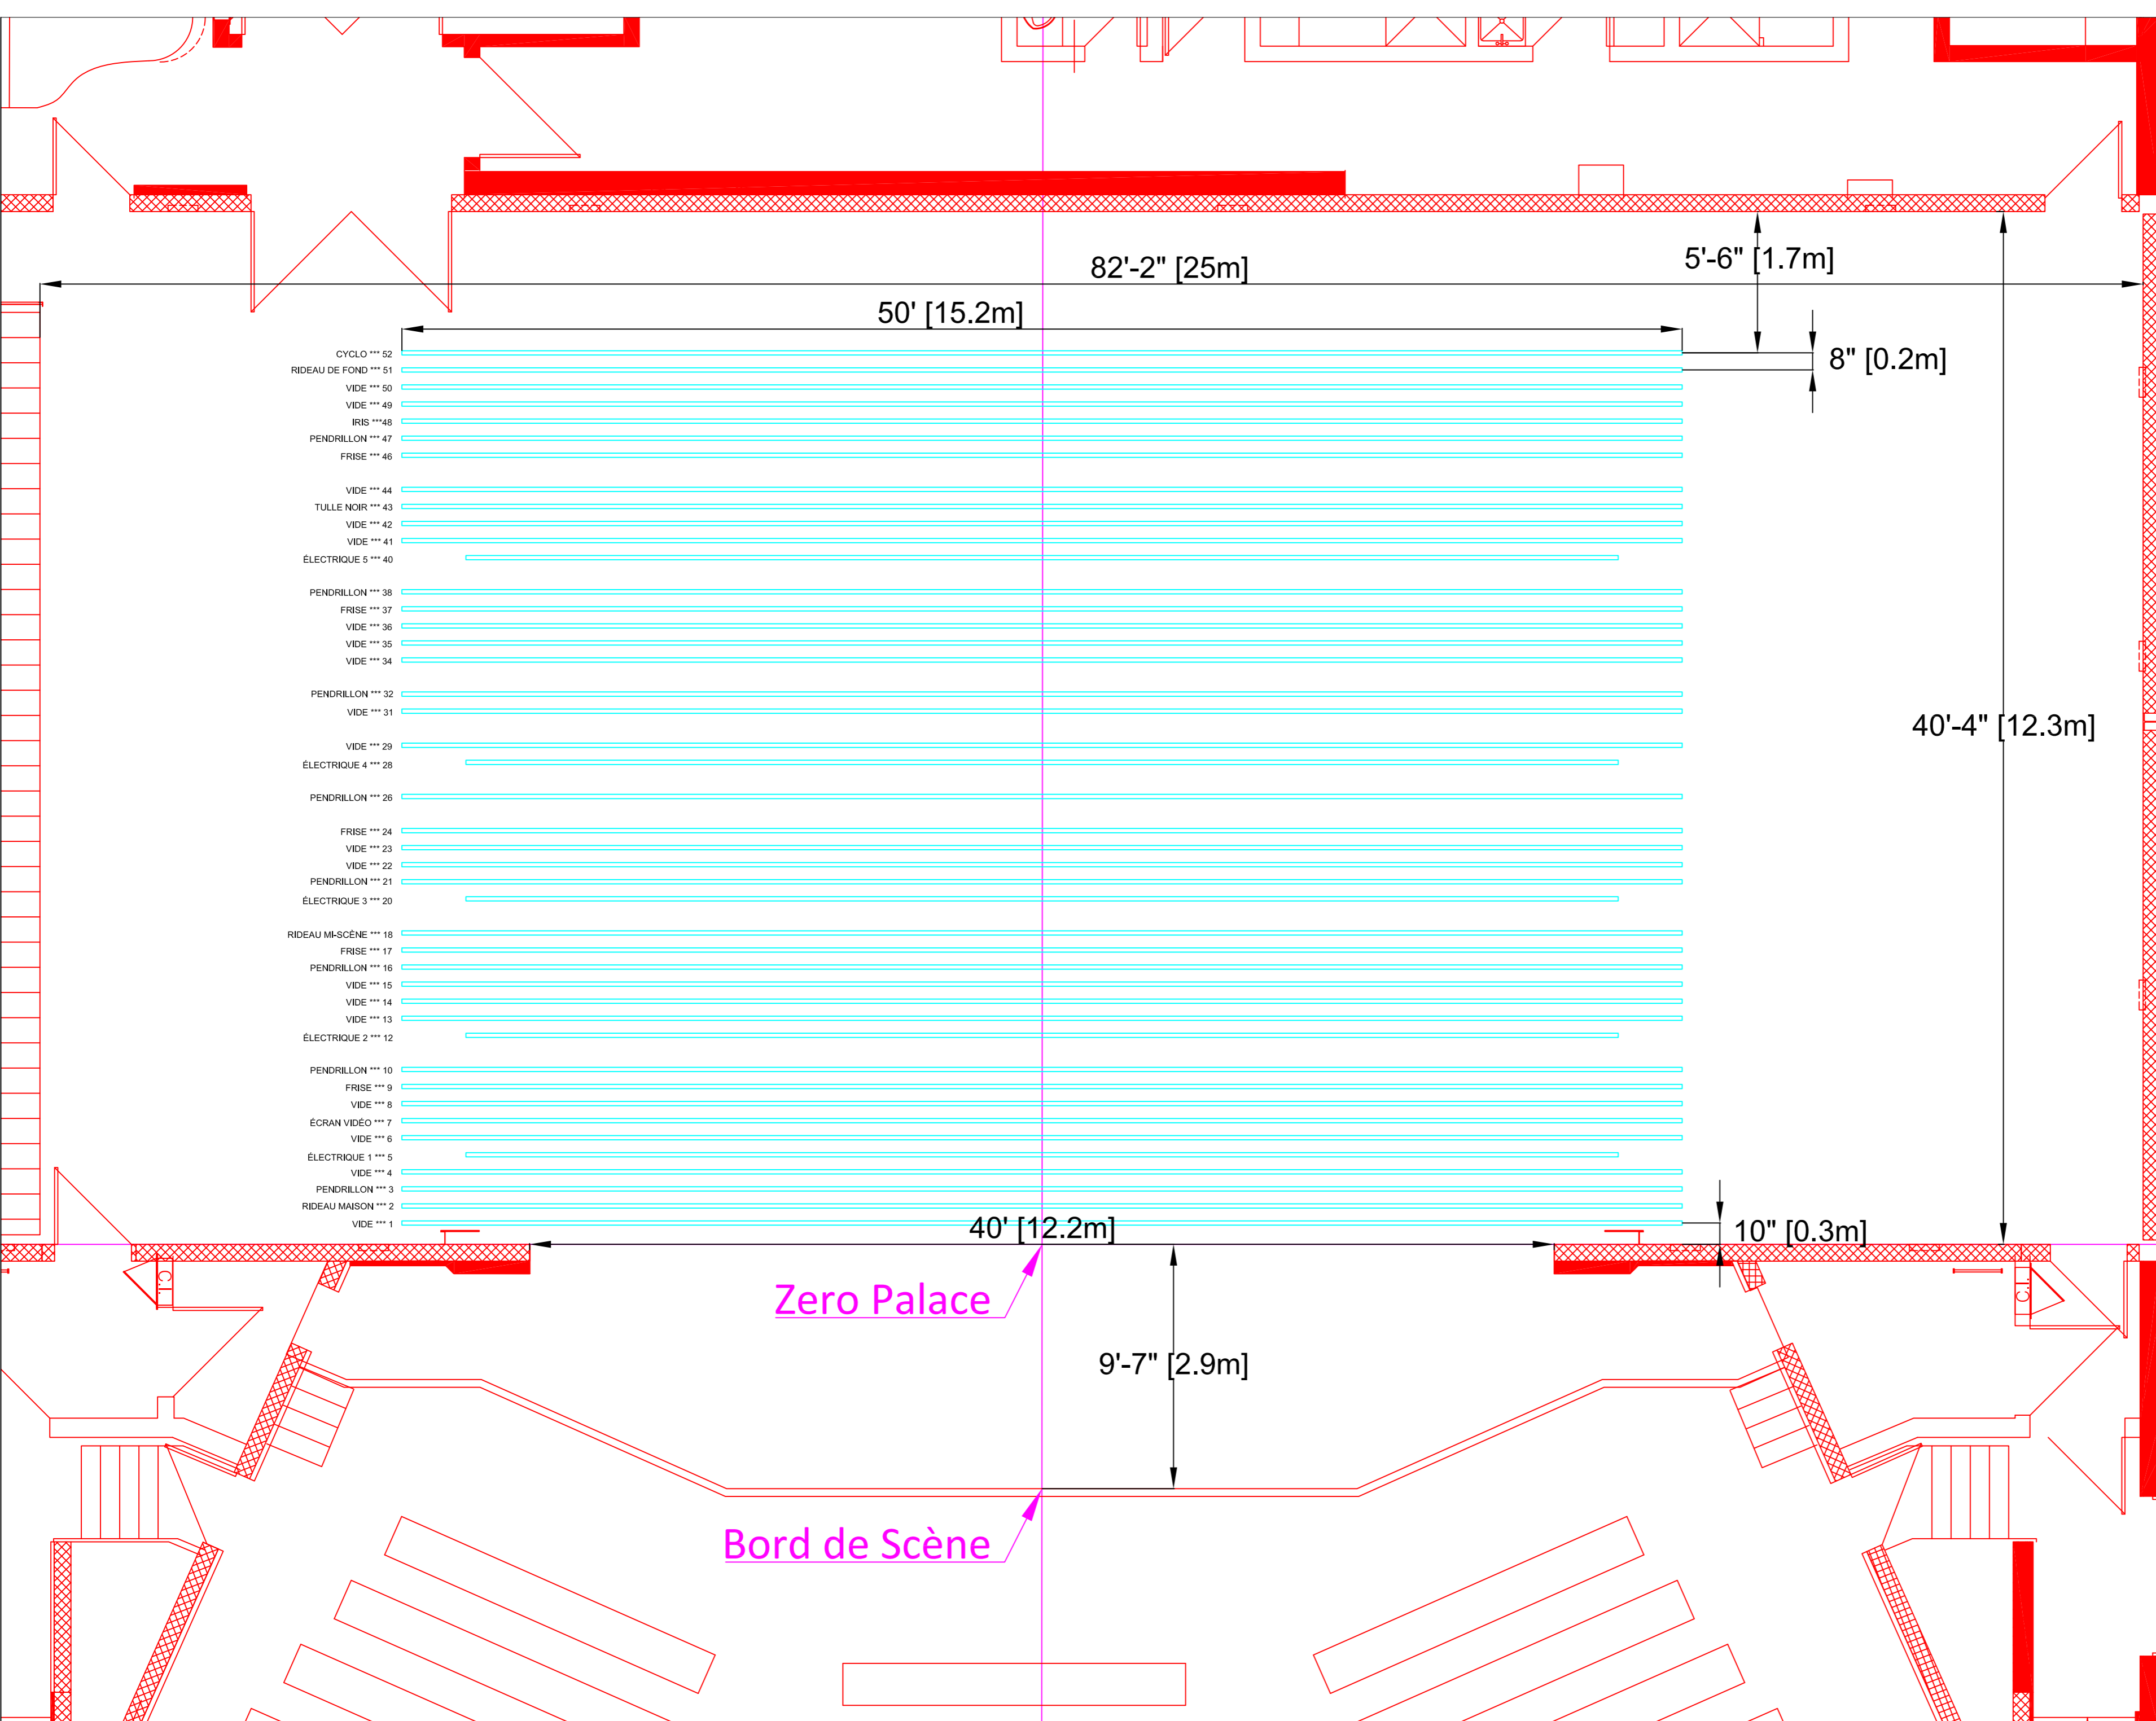 82'-2" [25m]
5'-6" [1.7m]
50' [15.2m]
8" [0.2m]
CYCLO *** 52
RIDEAU DE FOND *** 51
VIDE *** 50
VIDE *** 49
IRIS ***48
PENDRILLON *** 47
FRISE *** 46
VIDE *** 44
TULLE NOIR *** 43
VIDE *** 42
VIDE *** 41
ÉLECTRIQUE 5 *** 40
PENDRILLON *** 38
FRISE *** 37
VIDE *** 36
VIDE *** 35
VIDE *** 34
PENDRILLON *** 32
VIDE *** 31
40'-4" [12.3m]
VIDE *** 29
ÉLECTRIQUE 4 *** 28
PENDRILLON *** 26
FRISE *** 24
VIDE *** 23
VIDE *** 22
PENDRILLON *** 21
ÉLECTRIQUE 3 *** 20
RIDEAU MI-SCÈNE *** 18
FRISE *** 17
PENDRILLON *** 16
VIDE *** 15
VIDE *** 14
VIDE *** 13
ÉLECTRIQUE 2 *** 12
PENDRILLON *** 10
FRISE *** 9
VIDE *** 8
ÉCRAN VIDÉO *** 7
VIDE *** 6
ÉLECTRIQUE 1 *** 5
VIDE *** 4
PENDRILLON *** 3
RIDEAU MAISON *** 2
VIDE *** 1
40' [12.2m]
10" [0.3m]
C.I.
C.I.
Zero Palace
9'-7" [2.9m]
Bord de Scène